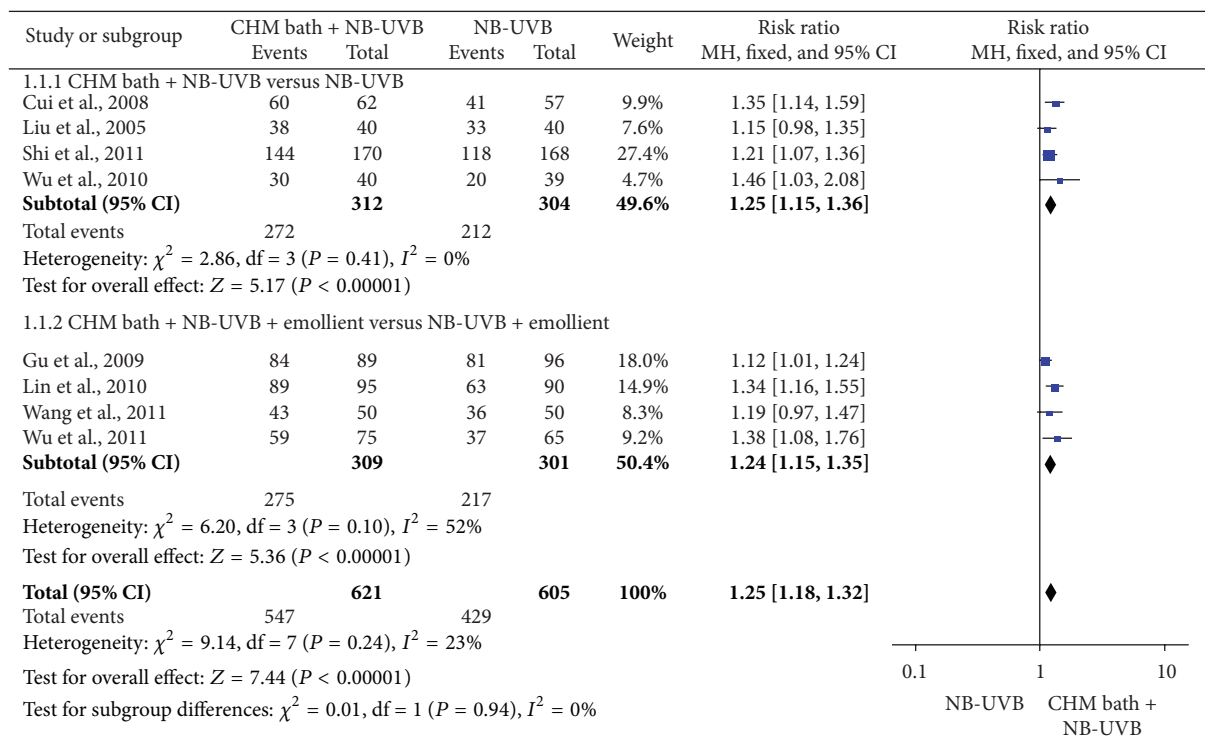 Study or subgroup CHM bath + NB-UVB NB-UVB Weight Risk ratio Risk ratio
Events Total Events Total MH, fixed, and 95% CI MH, fixed, and 95% CI
1.1.1 CHM bath + NB-UVB versus NB-UVB
Cui et al., 2008 60 62 41 57 9.9% 1.35 [1.14, 1.59]
Liu et al., 2005 38 40 33 40 7.6% 1.15 [0.98, 1.35]
Shi et al., 2011 144 170 118 168 27.4% 1.21 [1.07, 1.36]
Wu et al., 2010 30 40 20 39 4.7% 1.46 [1.03, 2.08]
Subtotal (95% CI) 312 304 49.6% 1.25 [1.15, 1.36]
Total events 272 212
Heterogeneity: χ² = 2.86, df = 3 (P = 0.41), I² = 0%
Test for overall effect: Z = 5.17 (P < 0.00001)
1.1.2 CHM bath + NB-UVB + emollient versus NB-UVB + emollient
Gu et al., 2009 84 89 81 96 18.0% 1.12 [1.01, 1.24]
Lin et al., 2010 89 95 63 90 14.9% 1.34 [1.16, 1.55]
Wang et al., 2011 43 50 36 50 8.3% 1.19 [0.97, 1.47]
Wu et al., 2011 59 75 37 65 9.2% 1.38 [1.08, 1.76]
Subtotal (95% CI) 309 301 50.4% 1.24 [1.15, 1.35]
Total events 275 217
Heterogeneity: χ² = 6.20, df = 3 (P = 0.10), I² = 52%
Test for overall effect: Z = 5.36 (P < 0.00001)
Total (95% CI) 621 605 100% 1.25 [1.18, 1.32]
Total events 547 429
Heterogeneity: χ² = 9.14, df = 7 (P = 0.24), I² = 23%
Test for overall effect: Z = 7.44 (P < 0.00001)
Test for subgroup differences: χ² = 0.01, df = 1 (P = 0.94), I² = 0%
0.1 1 10
NB-UVB CHM bath +
NB-UVB